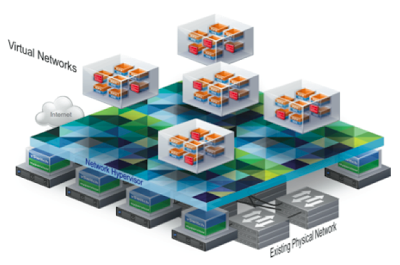 Virtual Networks
Internet
Network Hypervisor
Existing Physical Network